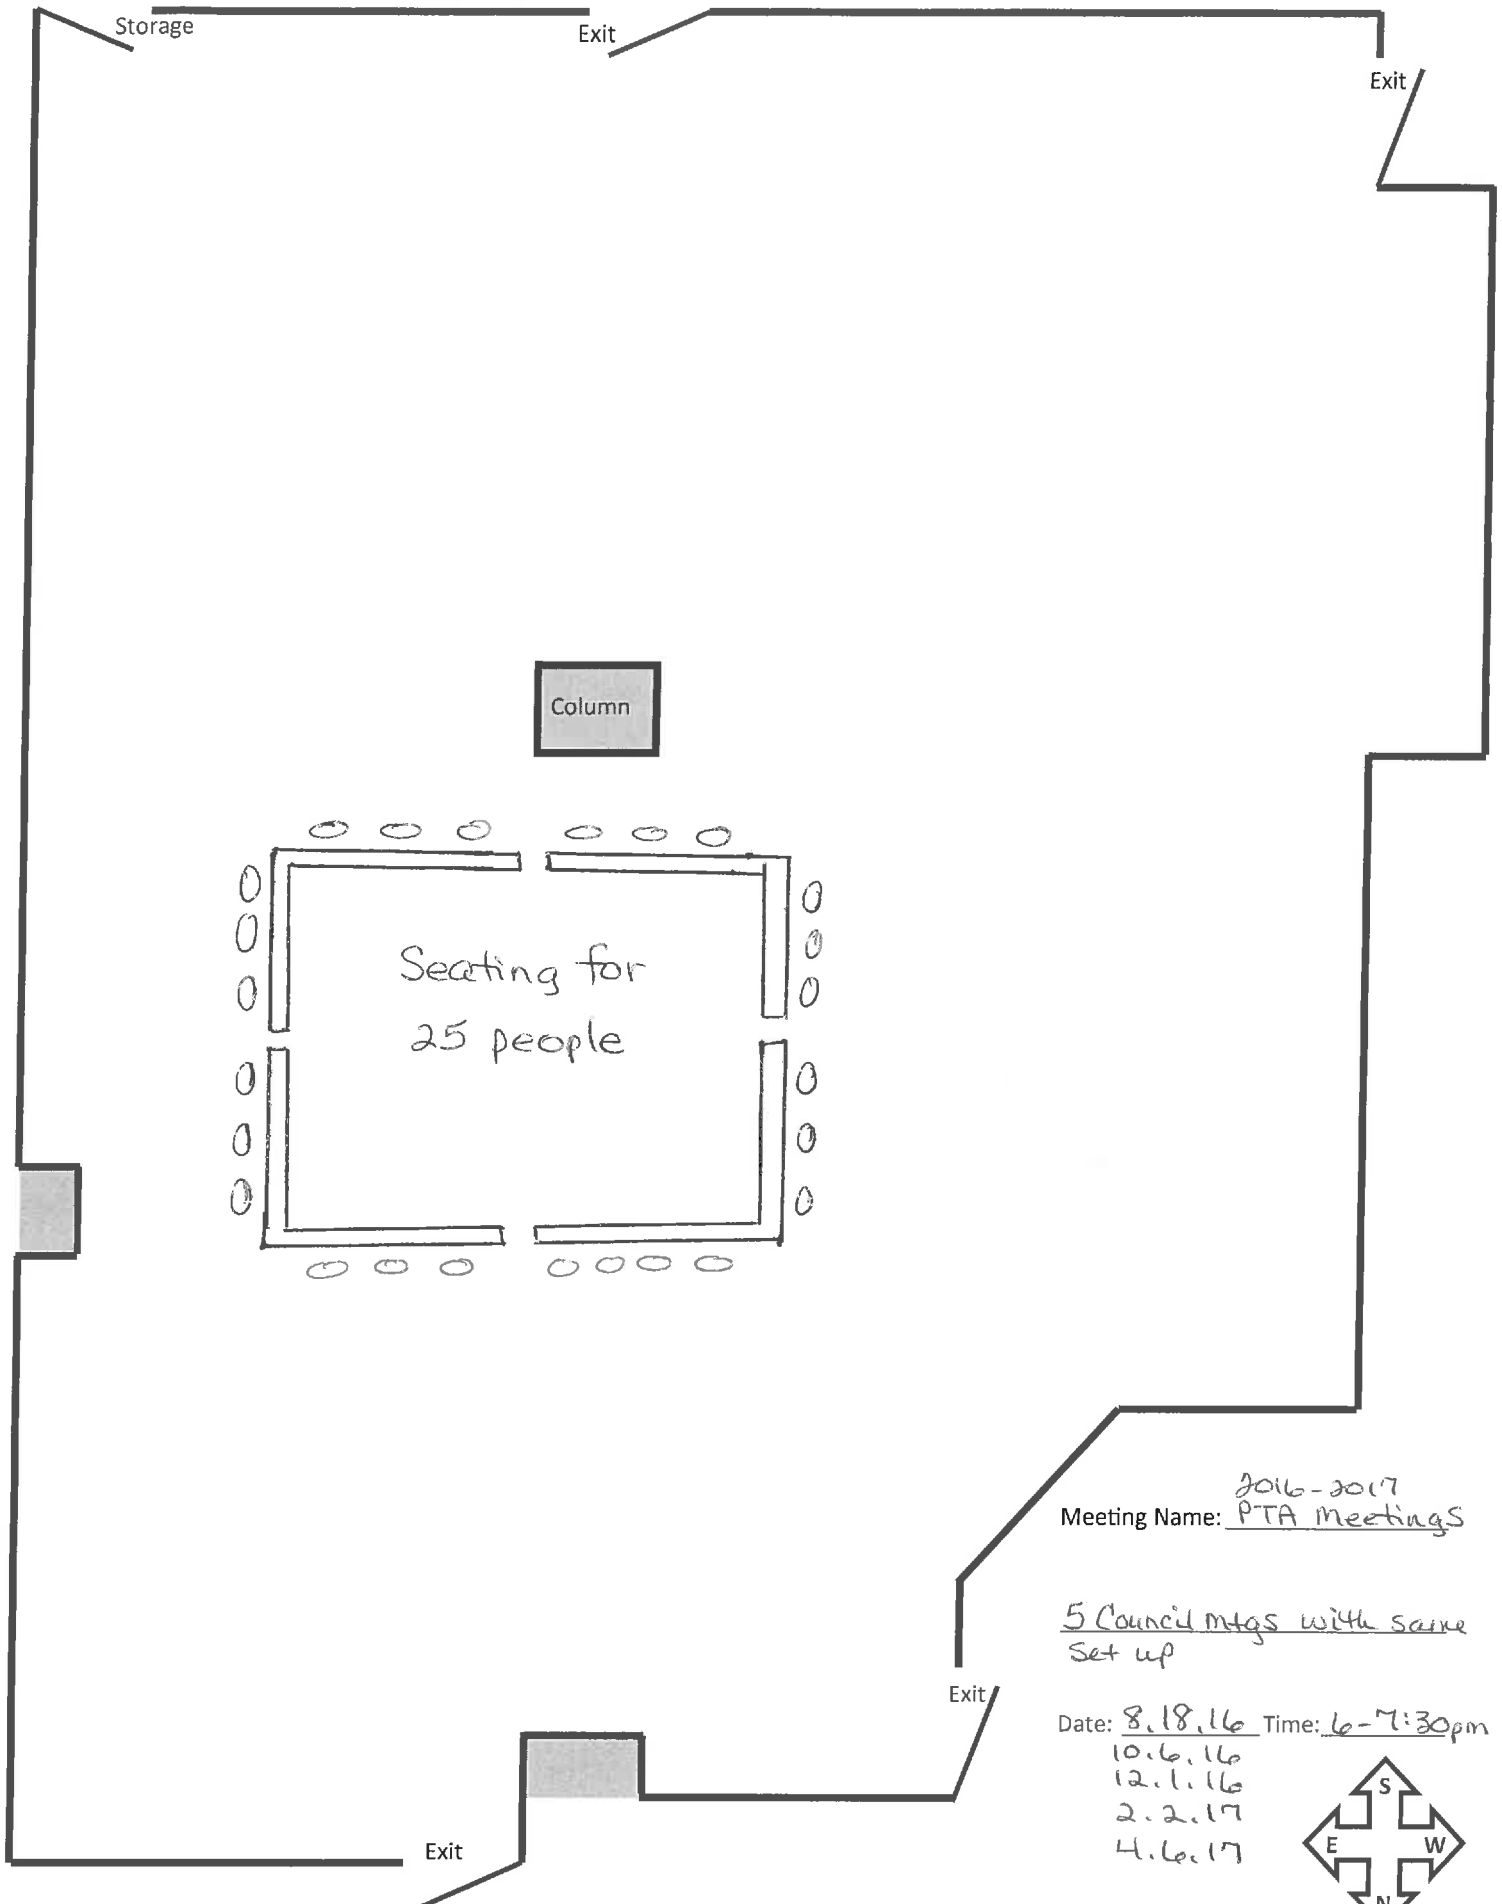 Storage
Exit
Exit
Column
Seating for
25 people
2016-2017
Meeting Name: PTA Meetings
5 Council mtgs with same
Set up
Exit
Date: 8.18.16 Time: 6-7:30pm
10.6.16
12.1.16
2.2.17
4.6.17
S
E W
N
Exit